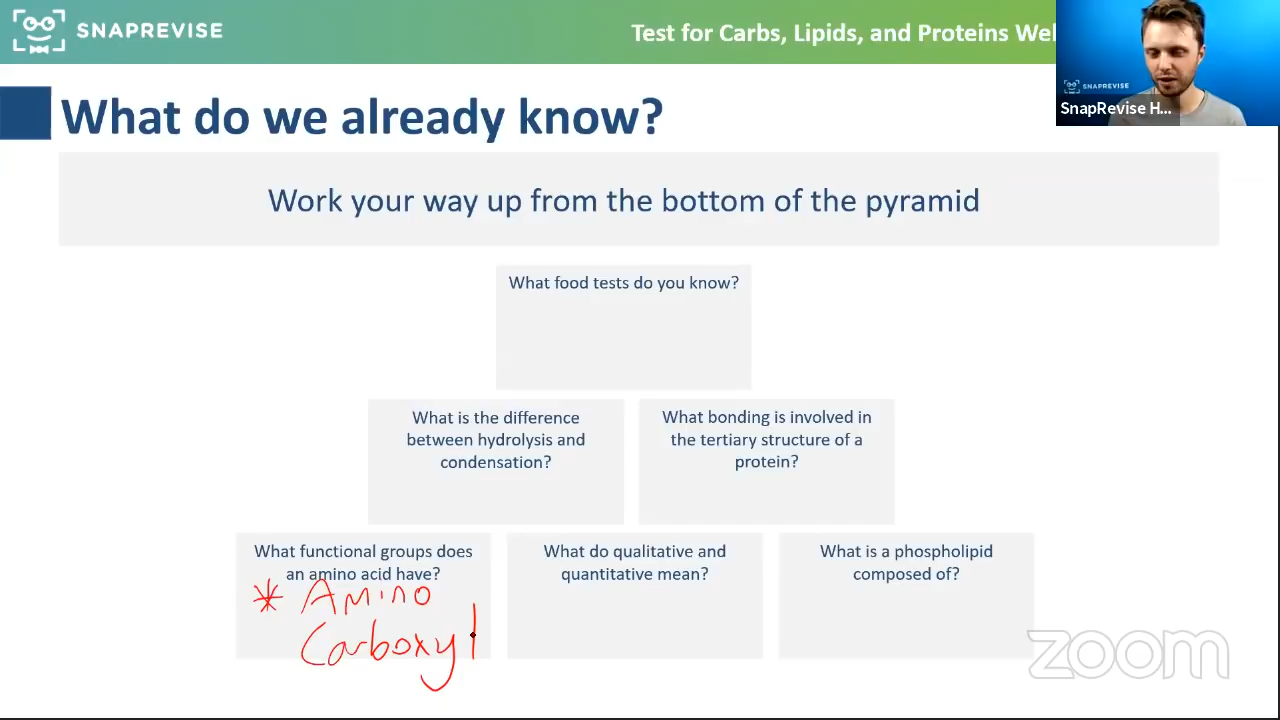 SNAPREVISE
Test for Carbs, Lipids, and Proteins We
SNAPREVISE
SnapRevise H...
What do we already know?
Work your way up from the bottom of the pyramid
What food tests do you know?
What is the difference
between hydrolysis and
condensation?
What bonding is involved in
the tertiary structure of a
protein?
What functional groups does
an amino acid have?
* Amino
Carboxyl
What do qualitative and
quantitative mean?
What is a phospholipid
composed of?
zoom